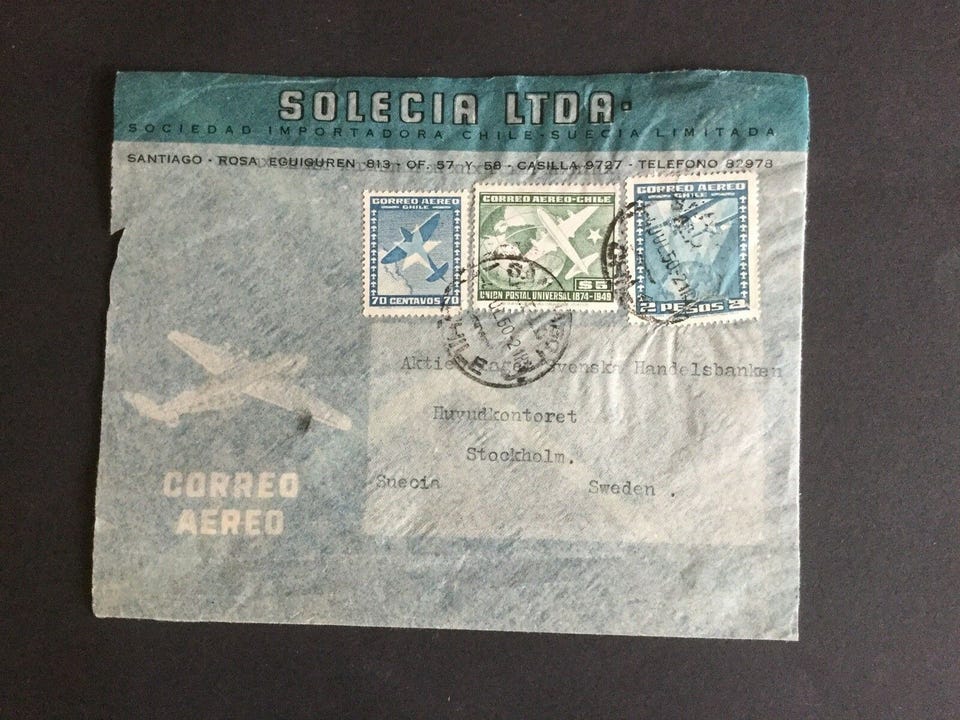 SOLECIA LTDA.
SOCIEDAD IMPORTADORA CHILE-SUECIA LIMITADA
SANTIAGO - ROSA EGUIGUREN 813 - OF. 57 Y 58 - CASILLA 9727 - TELEFONO 82978
CORREO AEREO
CHILE
70 CENTAVOS 70
CORREO AEREO-CHILE
$5
UNION POSTAL UNIVERSAL 1874-1949
CORREO AEREO
CHILE
2 PESOS 2
Svenska Handelsbanken
Huvudkontoret
Stockholm.
Suecia Sweden .
CORREO
AEREO